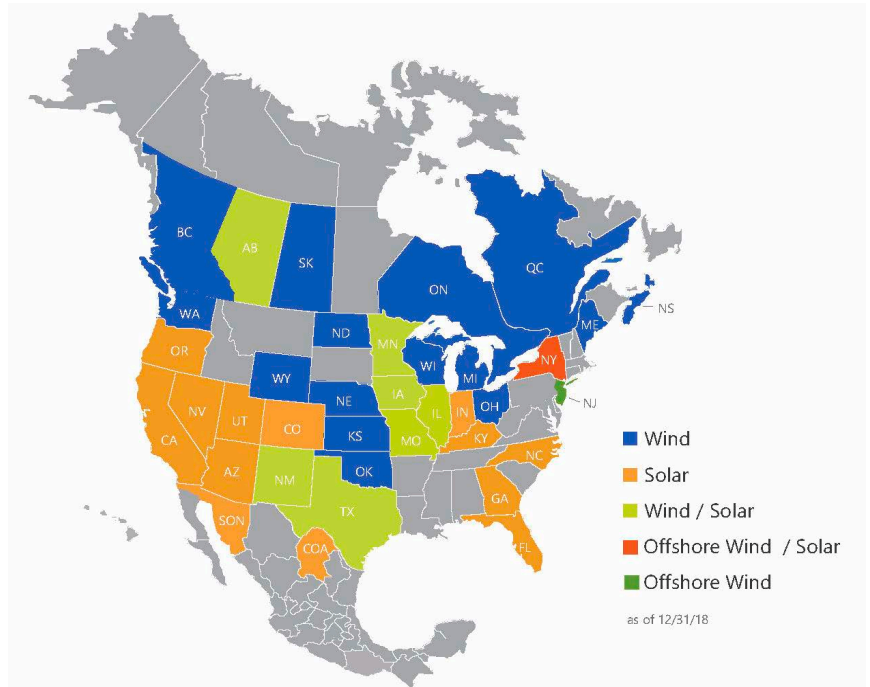 BC
AB
SK
ON
QC
NS
WA
ND
MN
ME
OR
WI
MI
NY
WY
IA
NE
NV
UT
CO
IL
IN
OH
NJ
CA
KS
MO
KY
AZ
NM
OK
NC
TX
GA
SON
COA
FL
Wind
Solar
Wind / Solar
Offshore Wind / Solar
Offshore Wind
as of 12/31/18